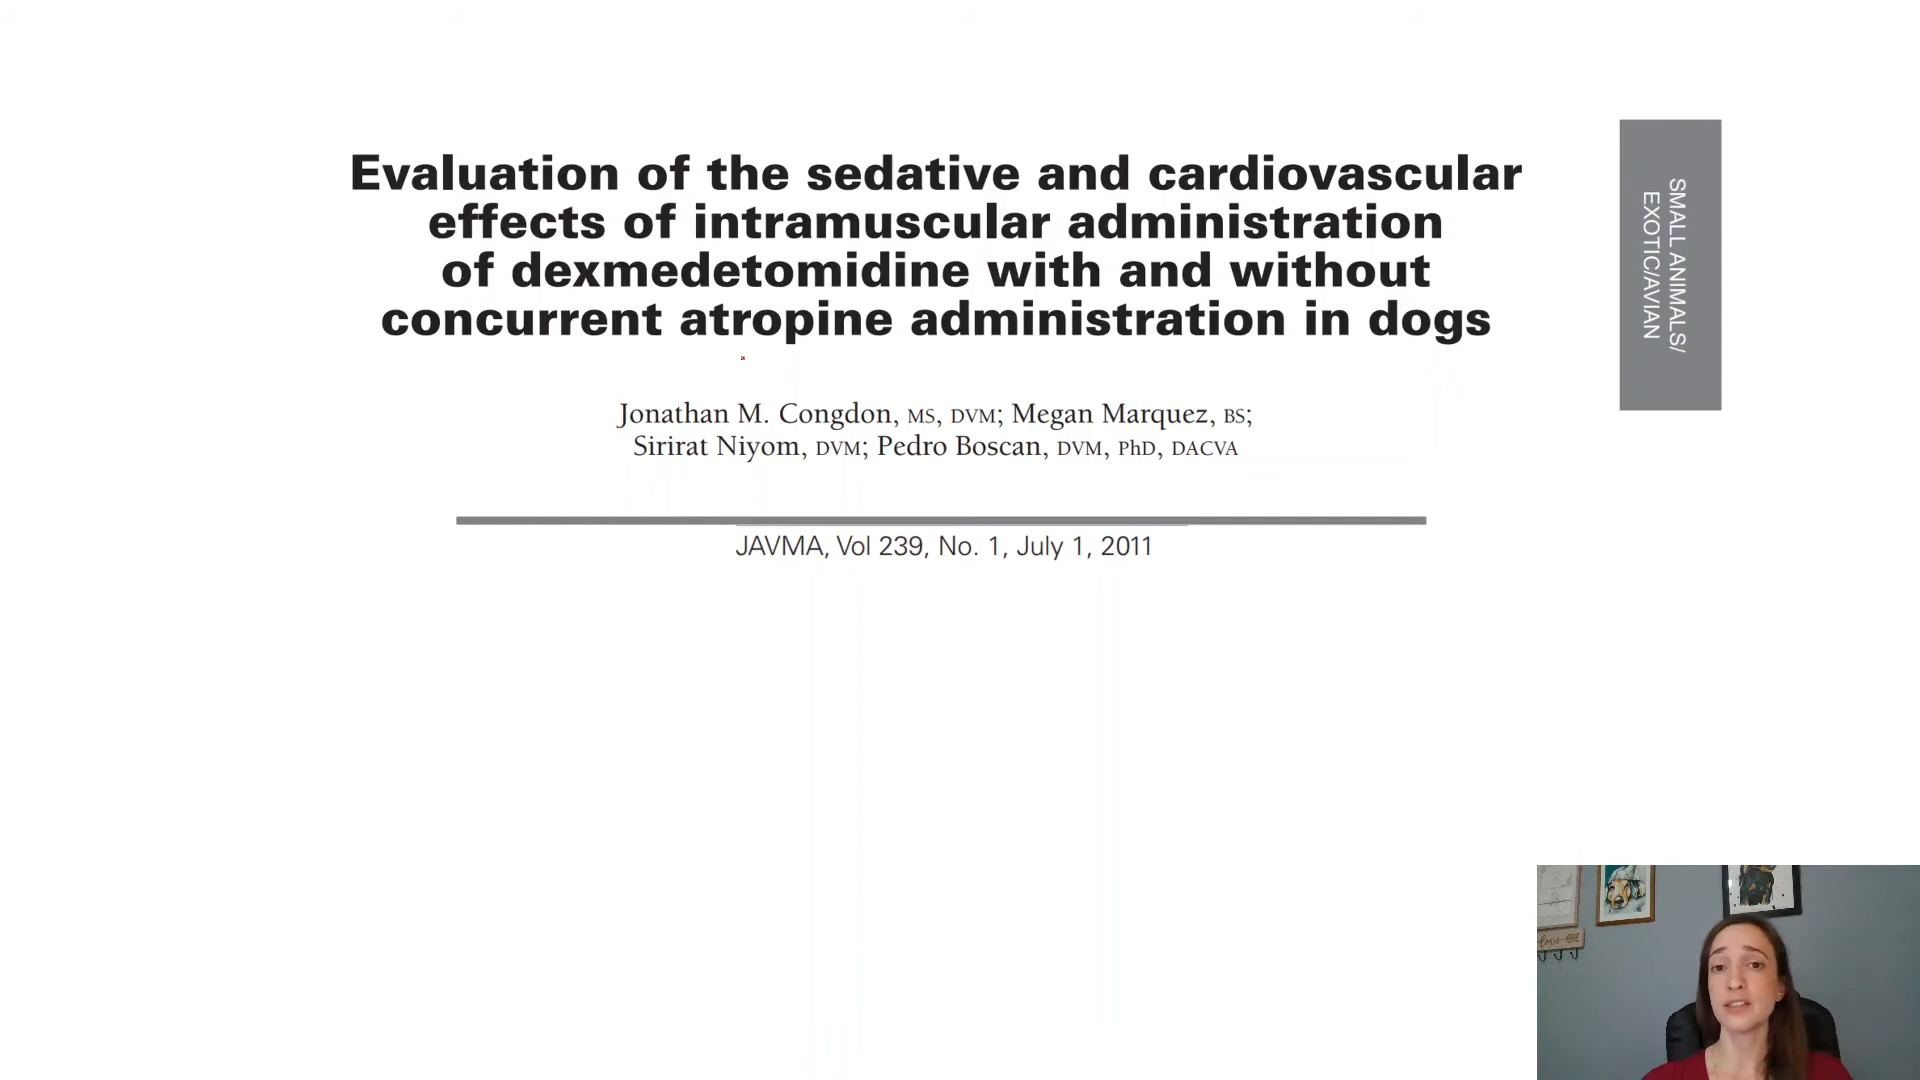 Evaluation of the sedative and cardiovascular
effects of intramuscular administration
of dexmedetomidine with and without
concurrent atropine administration in dogs
Jonathan M. Congdon, MS, DVM; Megan Marquez, BS;
Sirirat Niyom, DVM; Pedro Boscan, DVM, PhD, DACVA
JAVMA, Vol 239, No. 1, July 1, 2011
SMALL ANIMALS/
EXOTIC/AVIAN